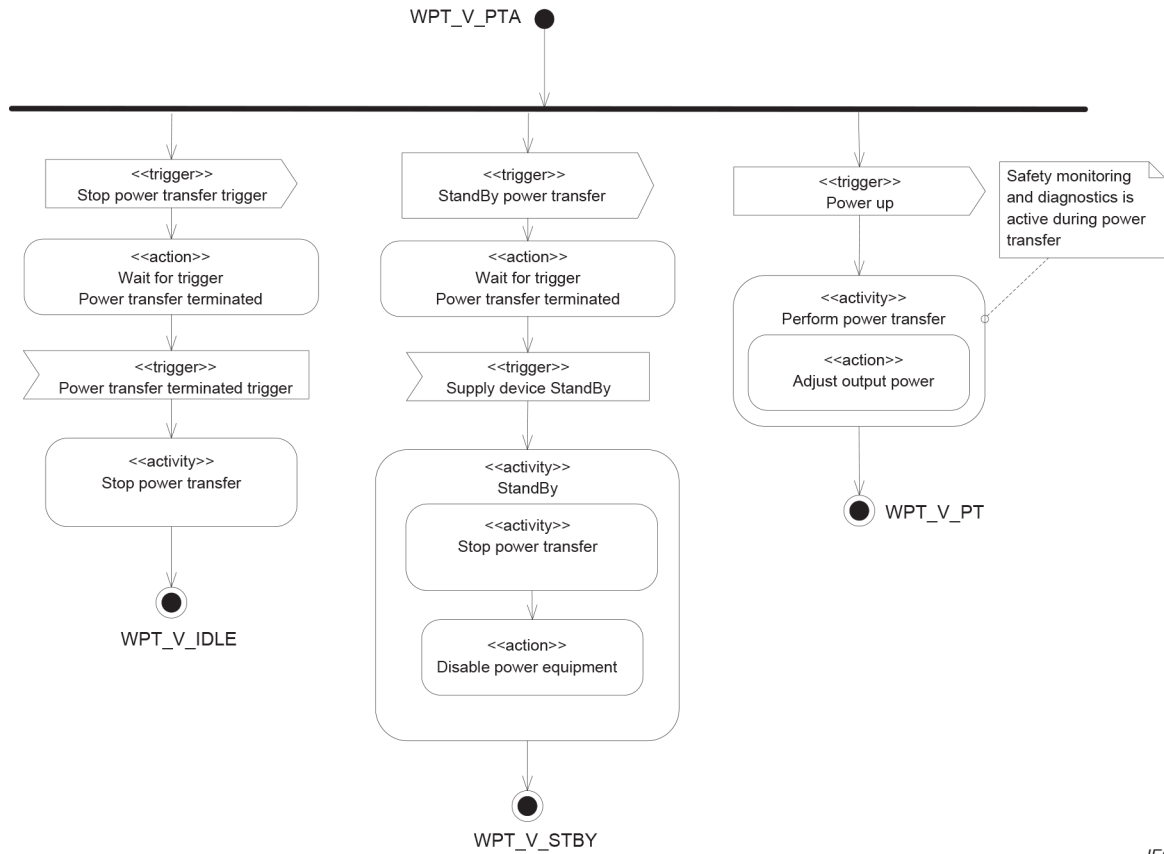 WPT_V_PTA
<<trigger>>
Stop power transfer trigger
<<action>>
Wait for trigger
Power transfer terminated
<<trigger>>
Power transfer terminated trigger
<<activity>>
Stop power transfer
WPT_V_IDLE
<<trigger>>
StandBy power transfer
<<action>>
Wait for trigger
Power transfer terminated
<<trigger>>
Supply device StandBy
<<activity>>
StandBy
<<activity>>
Stop power transfer
<<action>>
Disable power equipment
WPT_V_STBY
<<trigger>>
Power up
<<activity>>
Perform power transfer
<<action>>
Adjust output power
WPT_V_PT
Safety monitoring
and diagnostics is
active during power
transfer